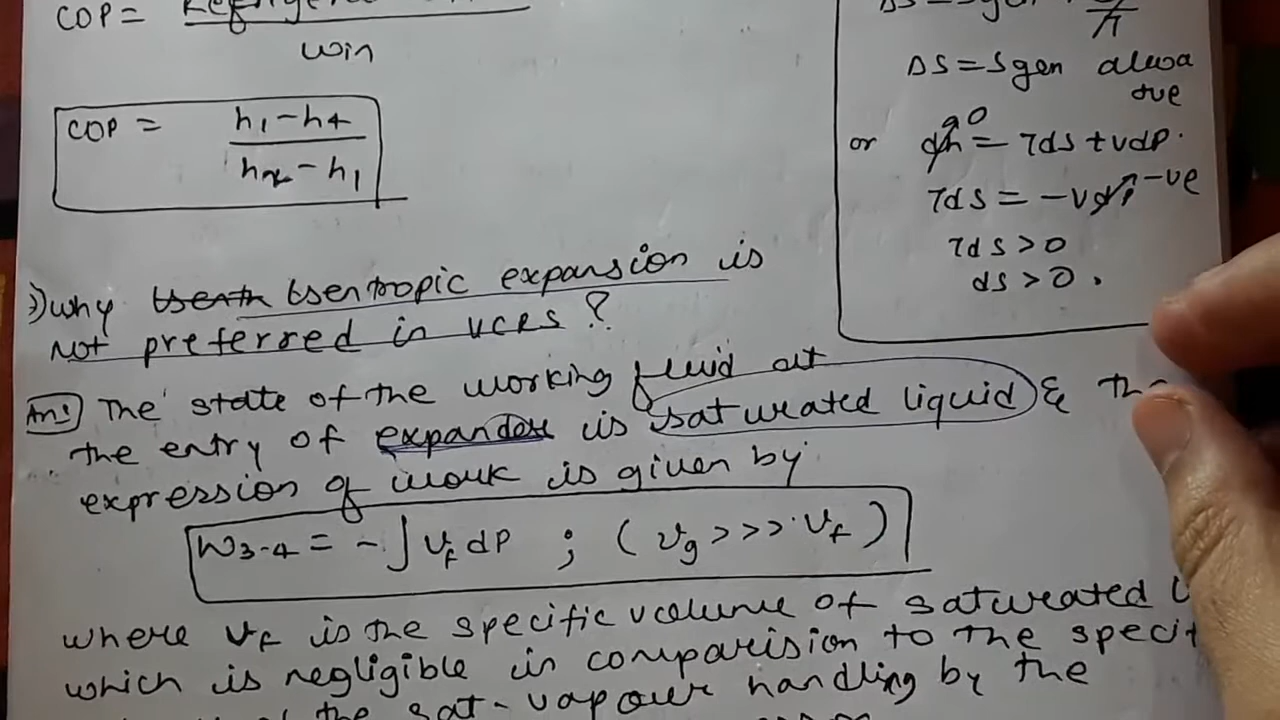 COP =
Win
COP = h1-h4
h2-h1
Δs=Sgen alwa
+ve
or dh = Tds + vdp.
0
Tds = -vdp -ve
Tds > 0
ds > 0.
3) why Isentropic expansion is
not preferred in VCRS?
Ans: The state of the working fluid at
the entry of expander is saturated liquid & the
expression of work is given by
W3-4 = -∫ vf dp ; (vg >>> vf)
where vf is the specific volume of saturated
which is negligible in comparision to the
the sat-vapour handling by the